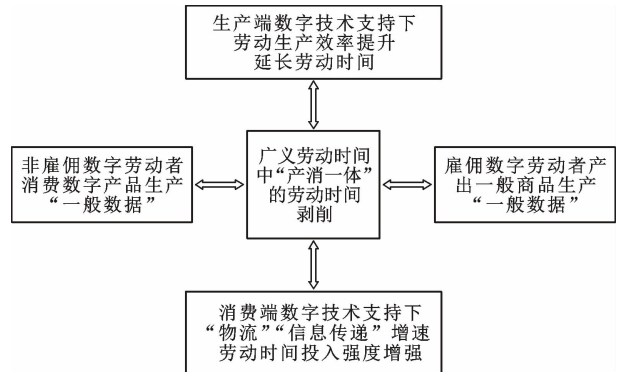 生产端数字技术支持下
劳动生产效率提升
延长劳动时间
非雇佣数字劳动者
消费数字产品生产
“一般数据”
广义劳动时间
中“产消一体”
的劳动时间
剥削
雇佣数字劳动者产
出一般商品生产
“一般数据”
消费端数字技术支持下
“物流”“信息传递”增速
劳动时间投入强度增强